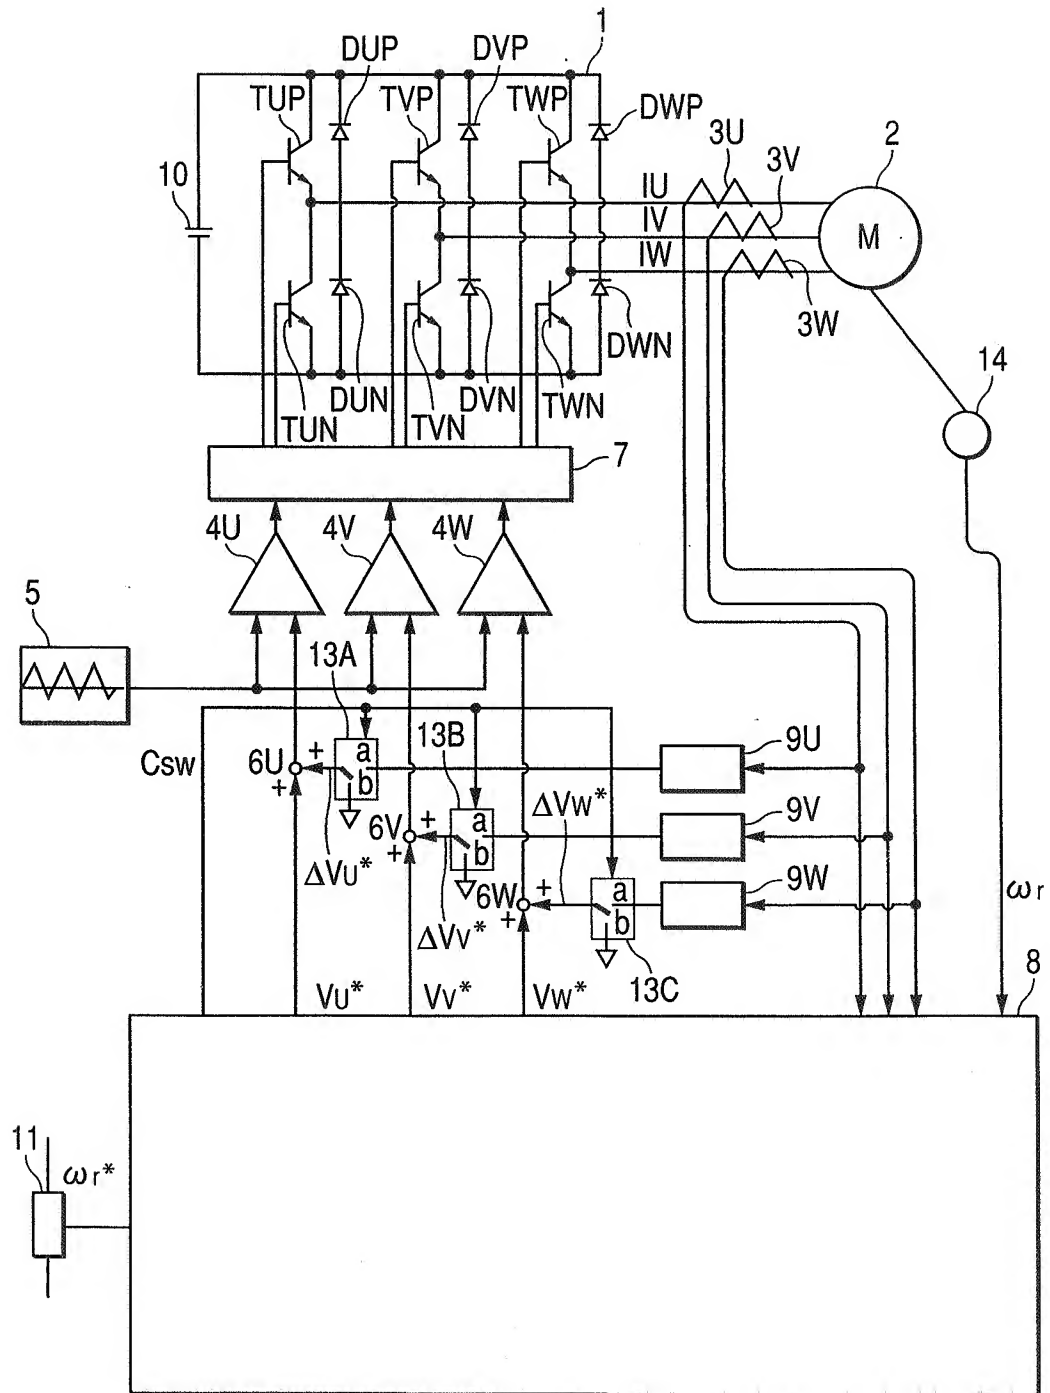 1
DUP
DVP
TUP
TVP
TWP
DWP
3U
3V
2
10
IU
IV
IW
M
3W
DWN
14
DUN
DVN
TWN
TUN
TVN
7
4U
4V
4W
5
13A
Csw
6U
+
+
a
b
13B
9U
ΔVU*
6V
+
+
a
b
ΔVW*
9V
ΔVV*
6W
+
+
a
b
9W
ωr
13C
VU*
VV*
VW*
8
11
ωr*